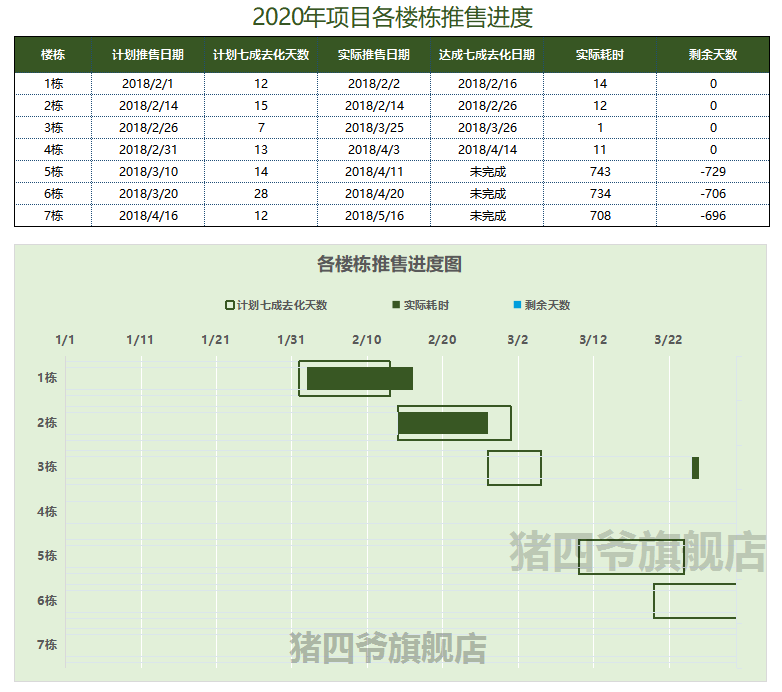 2020年项目各楼栋推售进度
楼栋 计划推售日期 计划七成去化天数 实际推售日期 达成七成去化日期 实际耗时 剩余天数
1栋 2018/2/1 12 2018/2/2 2018/2/16 14 0
2栋 2018/2/14 15 2018/2/14 2018/2/26 12 0
3栋 2018/2/26 7 2018/3/25 2018/3/26 1 0
4栋 2018/2/31 13 2018/4/3 2018/4/14 11 0
5栋 2018/3/10 14 2018/4/11 未完成 743 -729
6栋 2018/3/20 28 2018/4/20 未完成 734 -706
7栋 2018/4/16 12 2018/5/16 未完成 708 -696
各楼栋推售进度图
计划七成去化天数 实际耗时 剩余天数
1/1 1/11 1/21 1/31 2/10 2/20 3/2 3/12 3/22
1栋
2栋
3栋
4栋
猪四爷旗舰店
5栋
6栋
7栋
猪四爷旗舰店